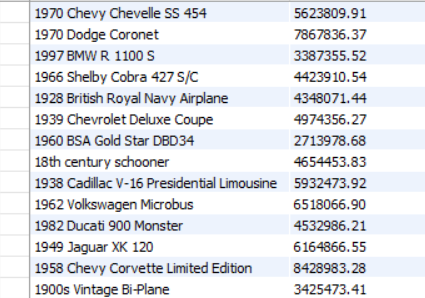 1970 Chevy Chevelle SS 454 5623809.91
1970 Dodge Coronet 7867836.37
1997 BMW R 1100 S 3387355.52
1966 Shelby Cobra 427 S/C 4423910.54
1928 British Royal Navy Airplane 4348071.44
1939 Chevrolet Deluxe Coupe 4974356.27
1960 BSA Gold Star DBD34 2713978.68
18th century schooner 4654453.83
1938 Cadillac V-16 Presidential Limousine 5932473.92
1962 Volkswagen Microbus 6518066.90
1982 Ducati 900 Monster 4532986.21
1949 Jaguar XK 120 6164866.55
1958 Chevy Corvette Limited Edition 8428983.28
1900s Vintage Bi-Plane 3425473.41